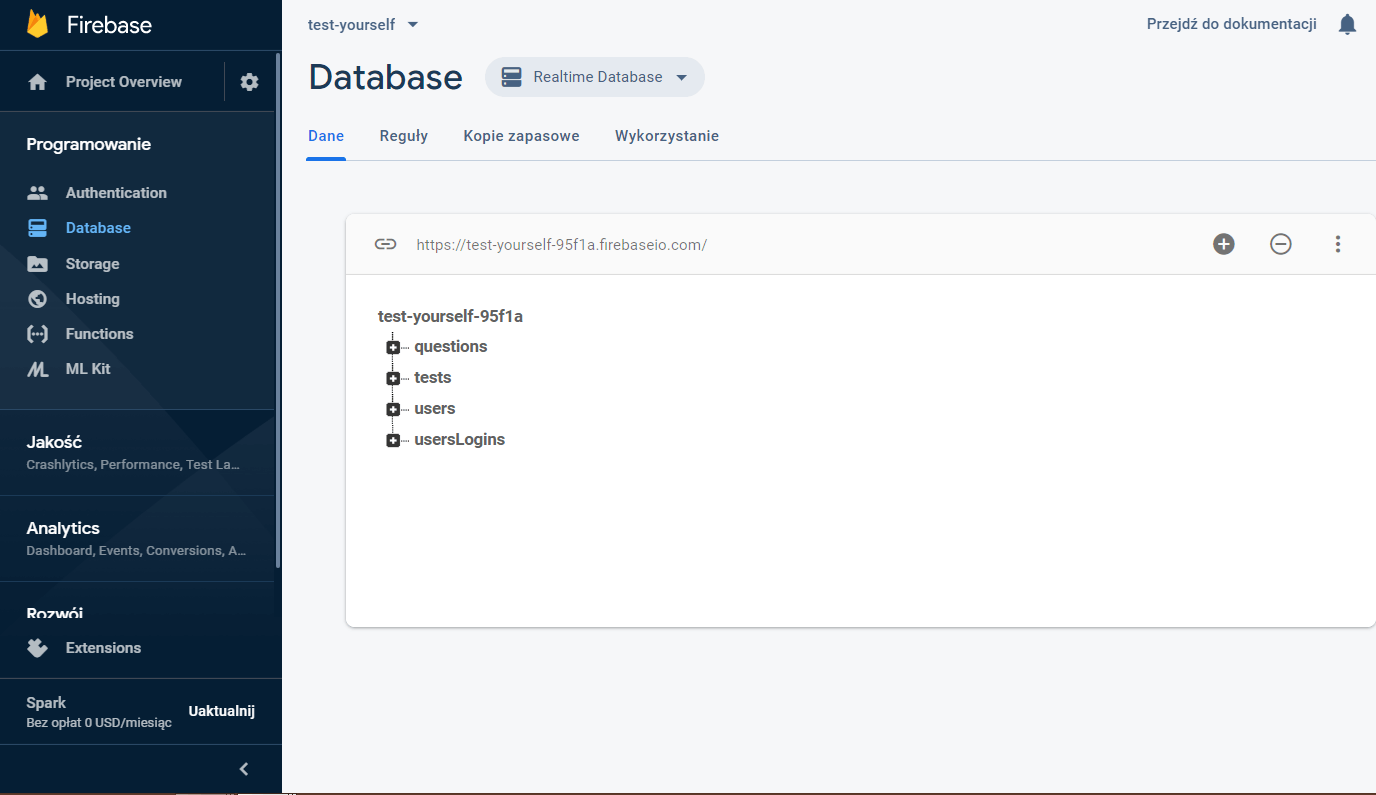 Firebase
Project Overview
Programowanie
Authentication
Database
Storage
Hosting
Functions
ML Kit
Jakość
Crashlytics, Performance, Test La...
Analytics
Dashboard, Events, Conversions, A...
Rozwój
Extensions
Spark
Bez opłat 0 USD/miesiąc
Uaktualnij
test-yourself
Przejdź do dokumentacji
Database
Realtime Database
Dane Reguły Kopie zapasowe Wykorzystanie
https://test-yourself-95f1a.firebaseio.com/
test-yourself-95f1a
questions
tests
users
usersLogins